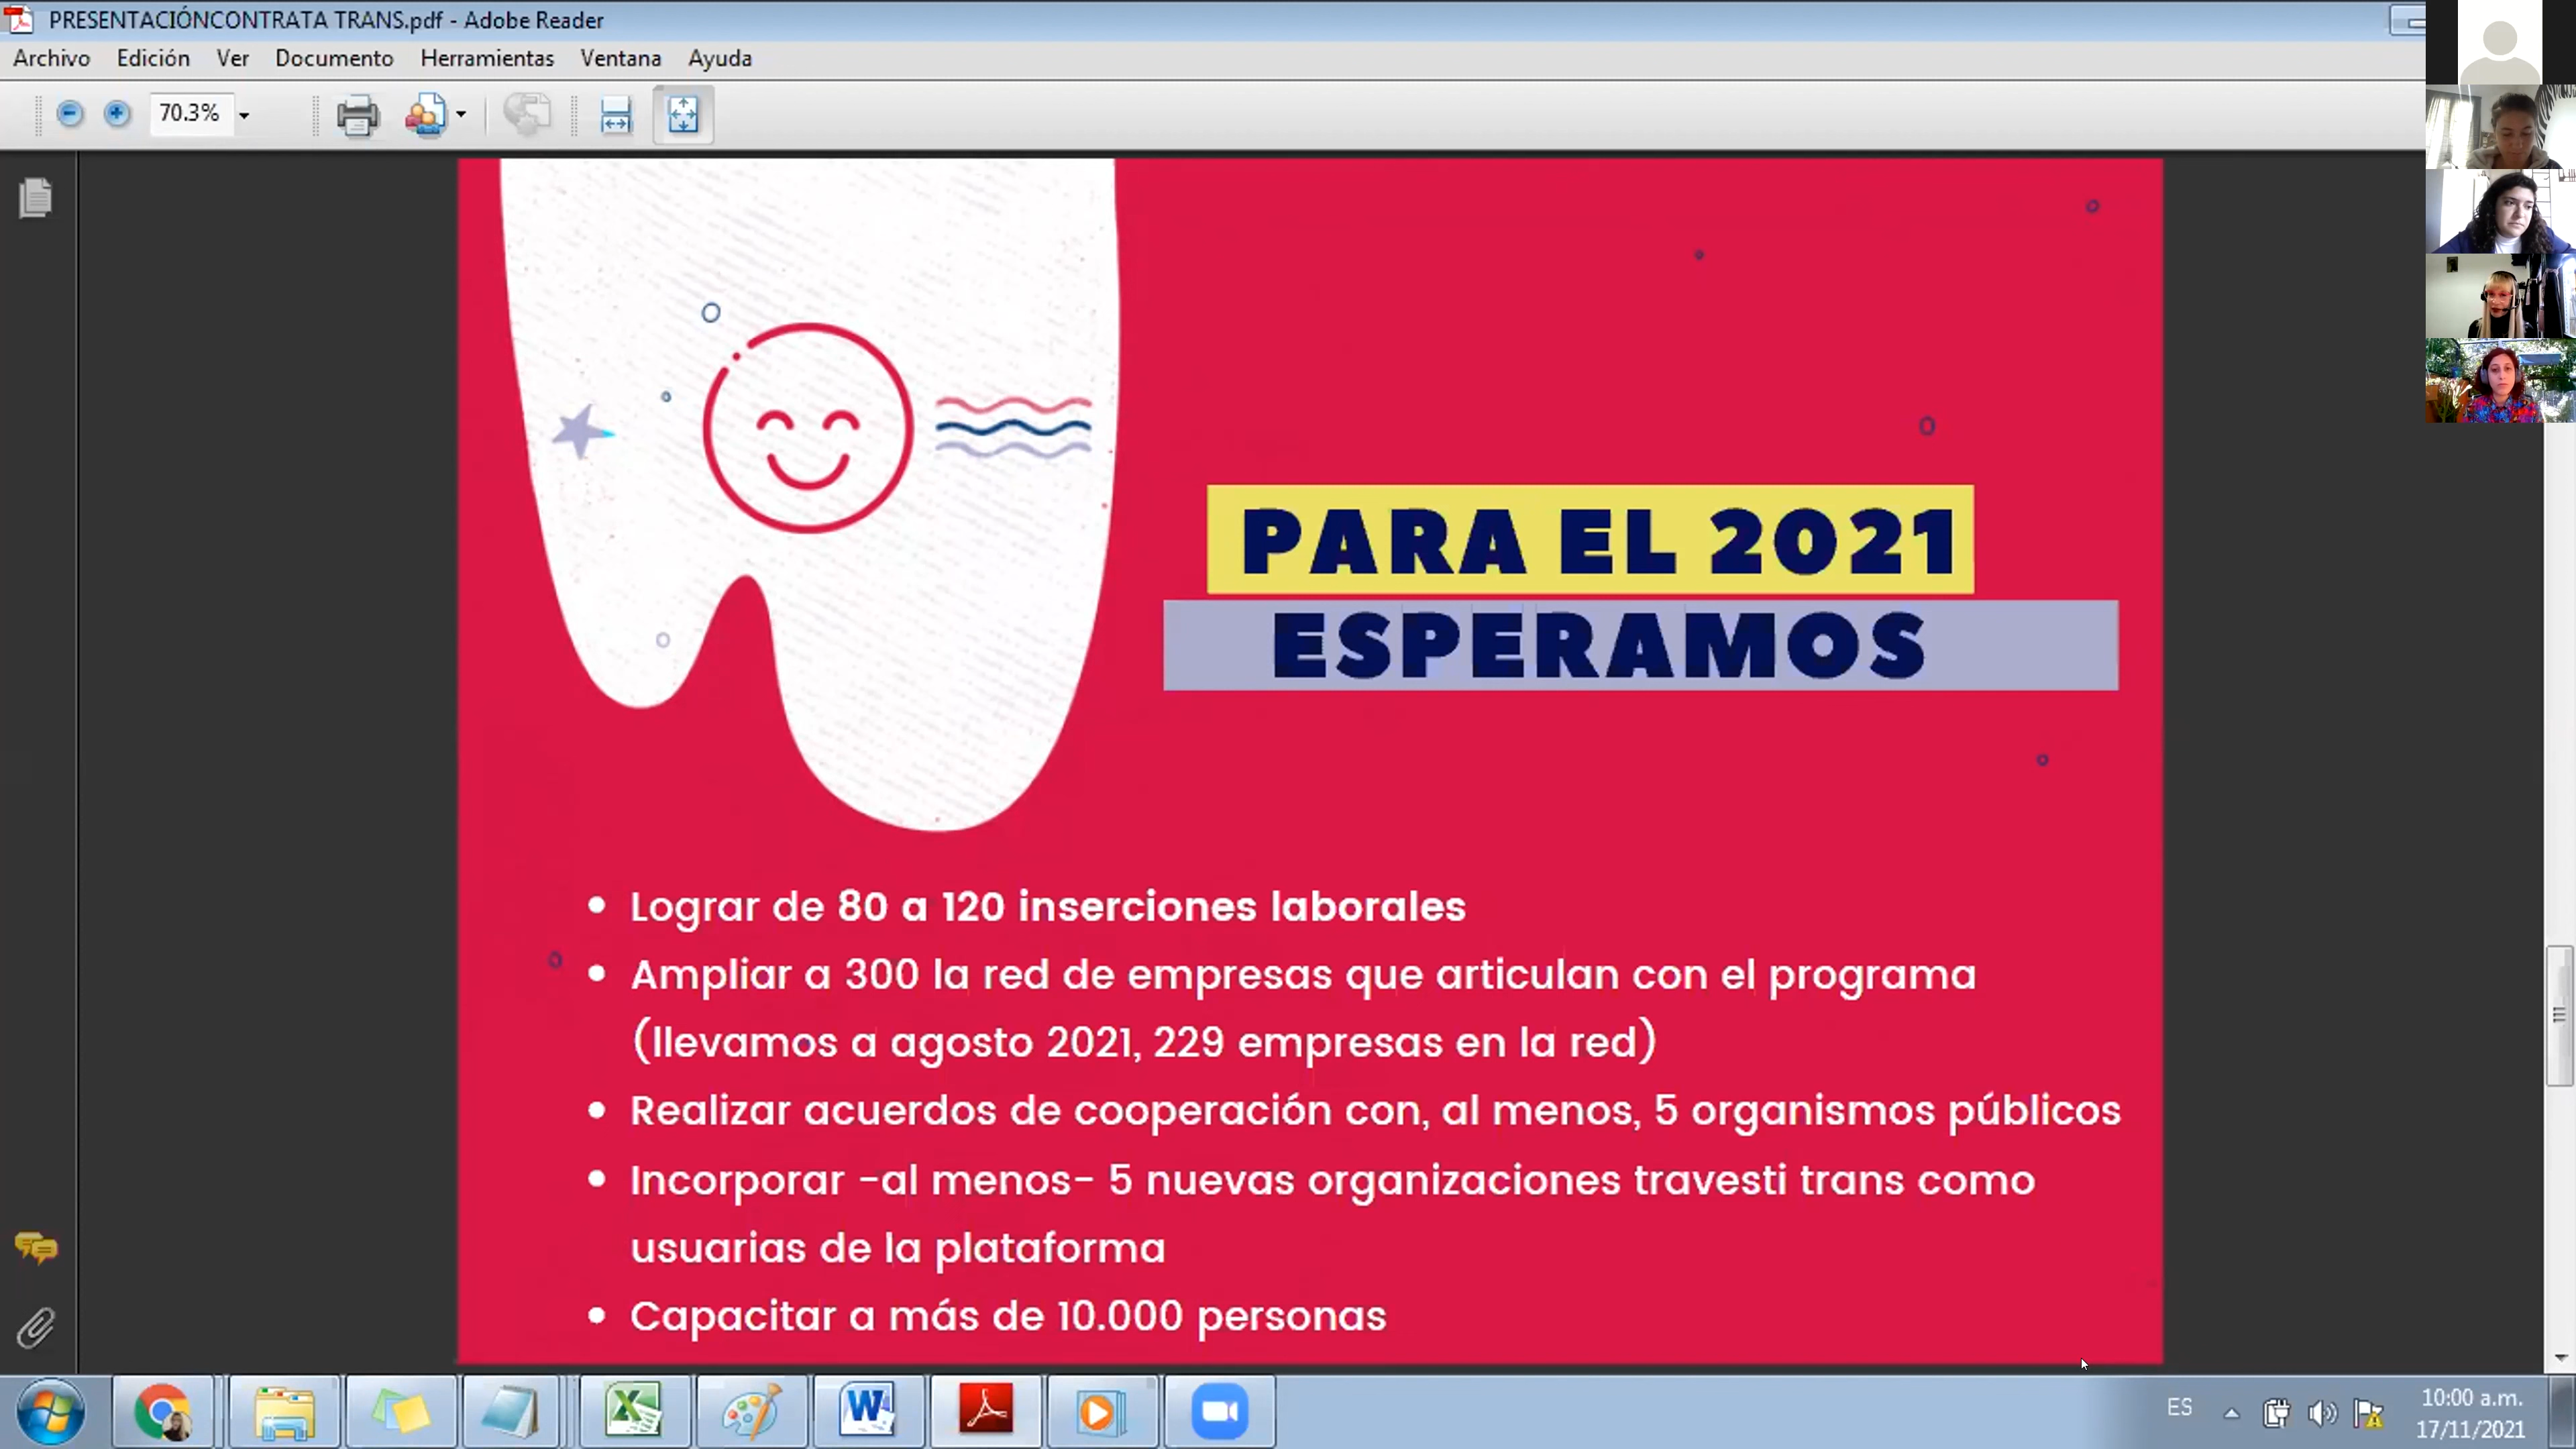 PRESENTACIÓNCONTRATA TRANS.pdf - Adobe Reader
Archivo Edición Ver Documento Herramientas Ventana Ayuda
70.3%
PARA EL 2021
ESPERAMOS
• Lograr de 80 a 120 inserciones laborales
• Ampliar a 300 la red de empresas que articulan con el programa
(llevamos a agosto 2021, 229 empresas en la red)
• Realizar acuerdos de cooperación con, al menos, 5 organismos públicos
• Incorporar -al menos- 5 nuevas organizaciones travesti trans como
usuarias de la plataforma
• Capacitar a más de 10.000 personas
ES
10:00 a.m.
17/11/2021